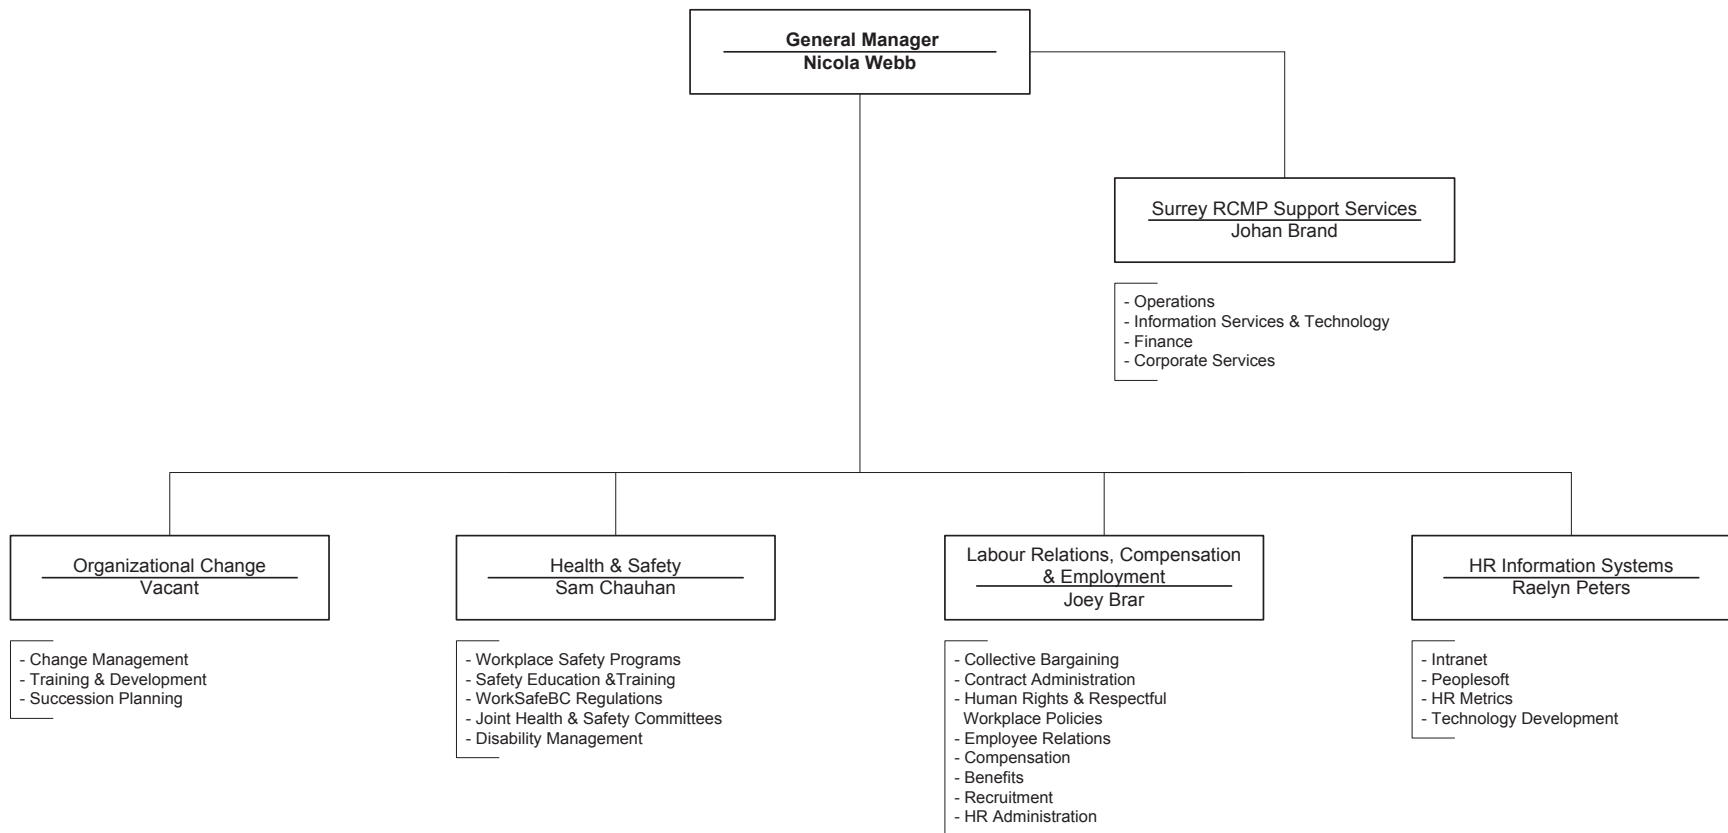 General Manager
Nicola Webb
Surrey RCMP Support Services
Johan Brand
- Operations
- Information Services & Technology
- Finance
- Corporate Services
Organizational Change
Vacant
- Change Management
- Training & Development
- Succession Planning
Health & Safety
Sam Chauhan
- Workplace Safety Programs
- Safety Education &Training
- WorkSafeBC Regulations
- Joint Health & Safety Committees
- Disability Management
Labour Relations, Compensation
& Employment
Joey Brar
- Collective Bargaining
- Contract Administration
- Human Rights & Respectful
Workplace Policies
- Employee Relations
- Compensation
- Benefits
- Recruitment
- HR Administration
HR Information Systems
Raelyn Peters
- Intranet
- Peoplesoft
- HR Metrics
- Technology Development